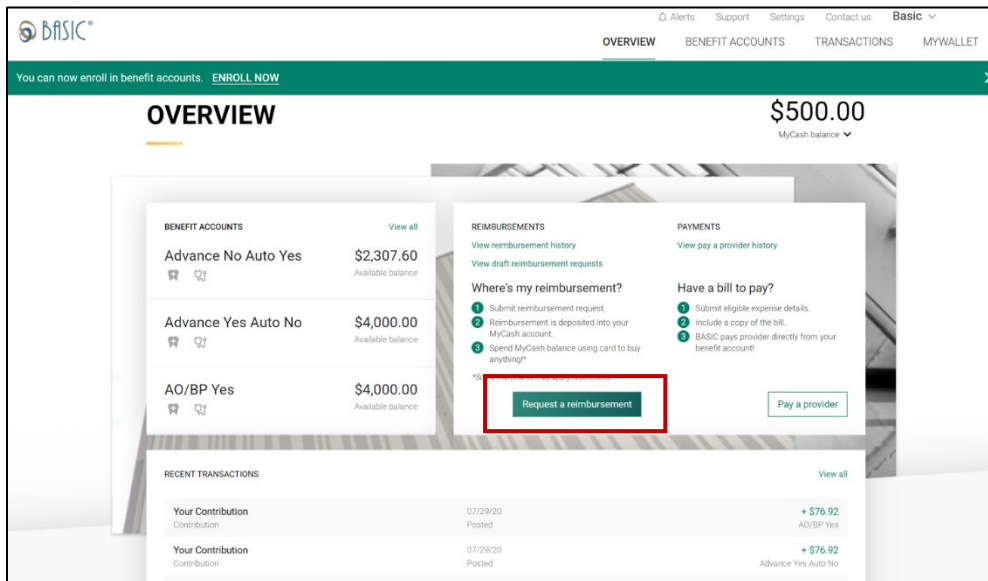 BASIC®
Alerts Support Settings Contact us Basic
OVERVIEW BENEFIT ACCOUNTS TRANSACTIONS MYWALLET
You can now enroll in benefit accounts. ENROLL NOW
OVERVIEW
$500.00
MyCash balance
BENEFIT ACCOUNTS View all
Advance No Auto Yes $2,307.60
Available balance
Advance Yes Auto No $4,000.00
Available balance
AO/BP Yes $4,000.00
Available balance
REIMBURSEMENTS
View reimbursement history
View draft reimbursement requests
Where's my reimbursement?
1 Submit reimbursement request.
2 Reimbursement is deposited into your
MyCash account.
3 Spend MyCash balance using card to buy
anything!*
may apply restrictions.
Request a reimbursement
PAYMENTS
View pay a provider history
Have a bill to pay?
1 Submit eligible expense details.
2 Include a copy of the bill.
3 BASIC pays provider directly from your
benefit account!
Pay a provider
RECENT TRANSACTIONS View all
Your Contribution 07/29/20 + $76.92
Contribution Posted AO/BP Yes
Your Contribution 07/29/20 + $76.92
Contribution Posted Advance Yes Auto No